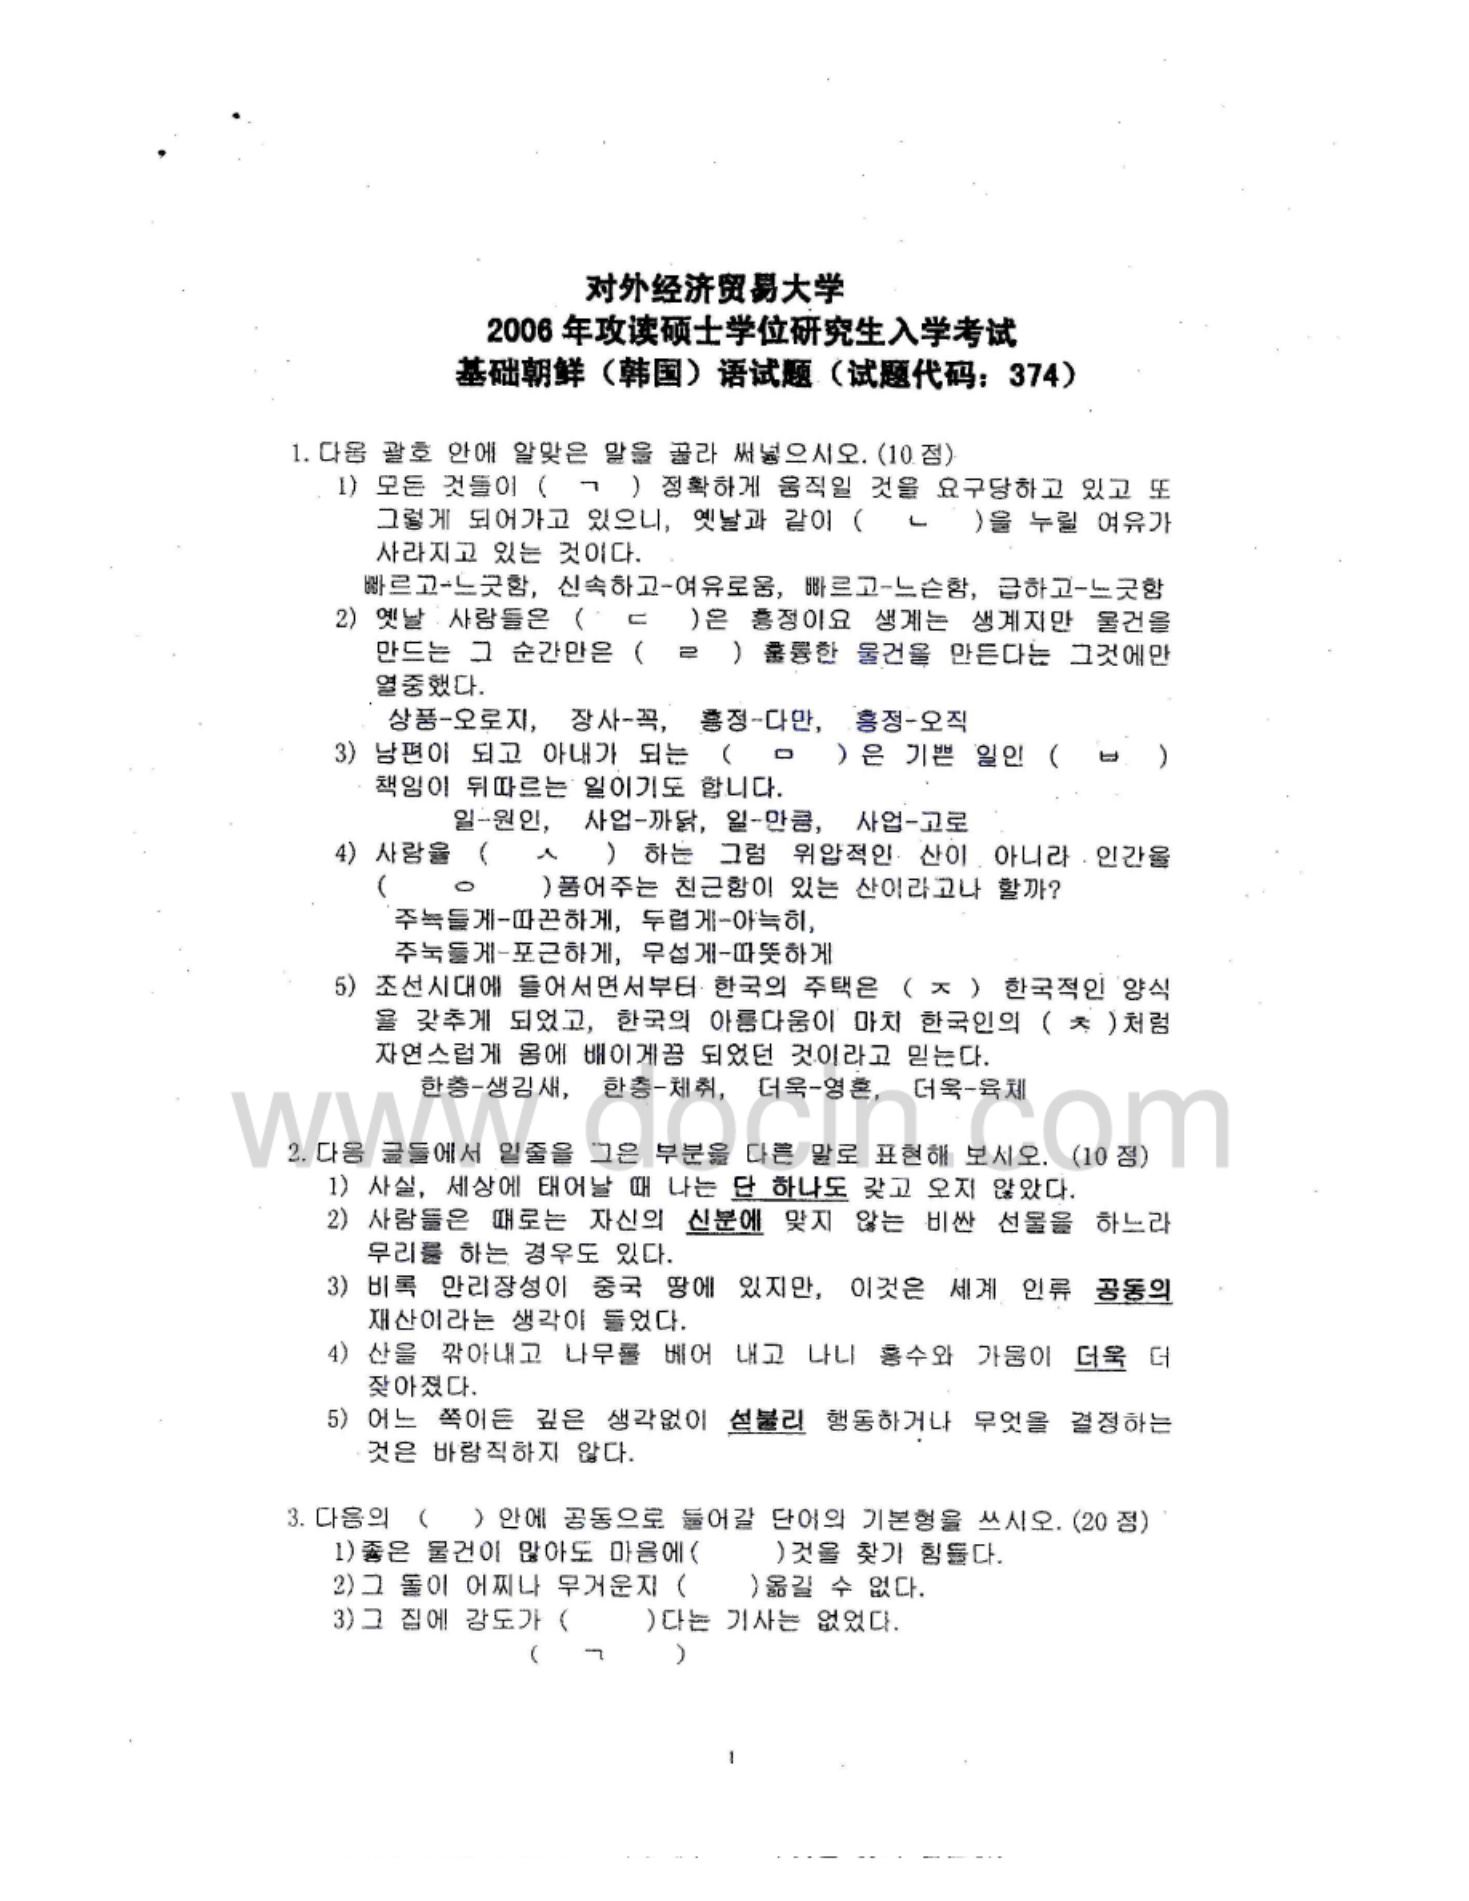 对外经济贸易大学
2006 年攻读硕士学位研究生入学考试
基础朝鲜（韩国）语试题（试题代码：374）
1.다음 괄호 안에 알맞은 말을 골라 써넣으시오.(10 점)
1) 모든 것들이 ( ㄱ ) 정확하게 움직일 것을 요구당하고 있고 또
그렇게 되어가고 있으니, 옛날과 같이 ( ㄴ )을 누릴 여유가
사라지고 있는 것이다.
빠르고-느긋함, 신속하고-여유로움, 빠르고-느슨함, 급하고-느긋함
2) 옛날 사람들은 ( ㄷ )은 흥정이요 생계는 생계지만 물건을
만드는 그 순간만은 ( ㄹ ) 훌륭한 물건을 만든다는 그것에만
열중했다.
상품-오로지, 장사-꼭, 흥정-다만, 흥정-오직
3) 남편이 되고 아내가 되는 ( ㅁ )은 기쁜 일인 ( ㅂ )
책임이 뒤따르는 일이기도 합니다.
일-원인, 사업-까닭, 일-만큼, 사업-고로
4) 사람을 ( ㅅ ) 하는 그럼 위압적인 산이 아니라 인간을
( ㅇ )품어주는 친근함이 있는 산이라고나 할까?
주눅들게-따끈하게, 두렵게-아늑히,
주눅들게-포근하게, 무섭게-따뜻하게
5) 조선시대에 들어서면서부터 한국의 주택은 ( ㅈ ) 한국적인 양식
을 갖추게 되었고, 한국의 아름다움이 마치 한국인의 ( ㅊ )처럼
자연스럽게 몸에 배이게끔 되었던 것이라고 믿는다.
한층-생김새, 한층-체취, 더욱-영혼, 더욱-육체
www.docin.com
2.다음 글들에서 밑줄을 그은 부분을 다른 말로 표현해 보시오. (10 점)
1) 사실, 세상에 태어날 때 나는 단 하나도 갖고 오지 않았다.
2) 사람들은 때로는 자신의 신분에 맞지 않는 비싼 선물을 하느라
무리를 하는 경우도 있다.
3) 비록 만리장성이 중국 땅에 있지만, 이것은 세계 인류 공동의
재산이라는 생각이 들었다.
4) 산을 깎아내고 나무를 베어 내고 나니 홍수와 가뭄이 더욱 더
잦아졌다.
5) 어느 쪽이든 깊은 생각없이 섣불리 행동하거나 무엇을 결정하는
것은 바람직하지 않다.
3.다음의 ( ) 안에 공동으로 들어갈 단어의 기본형을 쓰시오.(20 점)
1)좋은 물건이 많아도 마음에( )것을 찾기 힘들다.
2)그 돌이 어찌나 무거운지 ( )옮길 수 없다.
3)그 집에 강도가 ( )다는 기사는 없었다.
( ㄱ )
1